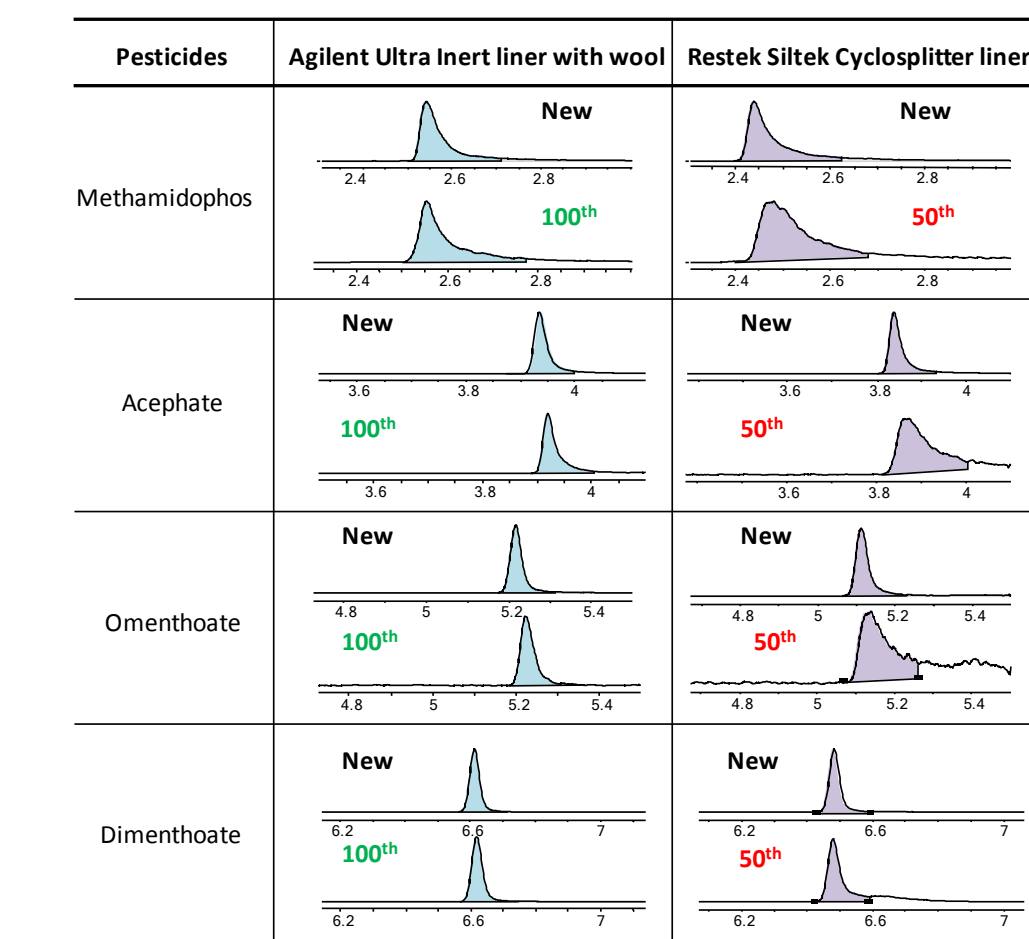 Pesticides Agilent Ultra Inert liner with wool Restek Siltek Cyclosplitter liner
Methamidophos
New
2.4 2.6 2.8
100th
2.4 2.6 2.8
New
2.4 2.6 2.8
50th
2.4 2.6 2.8
Acephate
New
3.6 3.8 4
100th
3.6 3.8 4
New
3.6 3.8 4
50th
3.6 3.8 4
Omenthoate
New
4.8 5 5.2 5.4
100th
4.8 5 5.2 5.4
New
4.8 5 5.2 5.4
50th
4.8 5 5.2 5.4
Dimenthoate
New
6.2 6.6 7
100th
6.2 6.6 7
New
6.2 6.6 7
50th
6.2 6.6 7